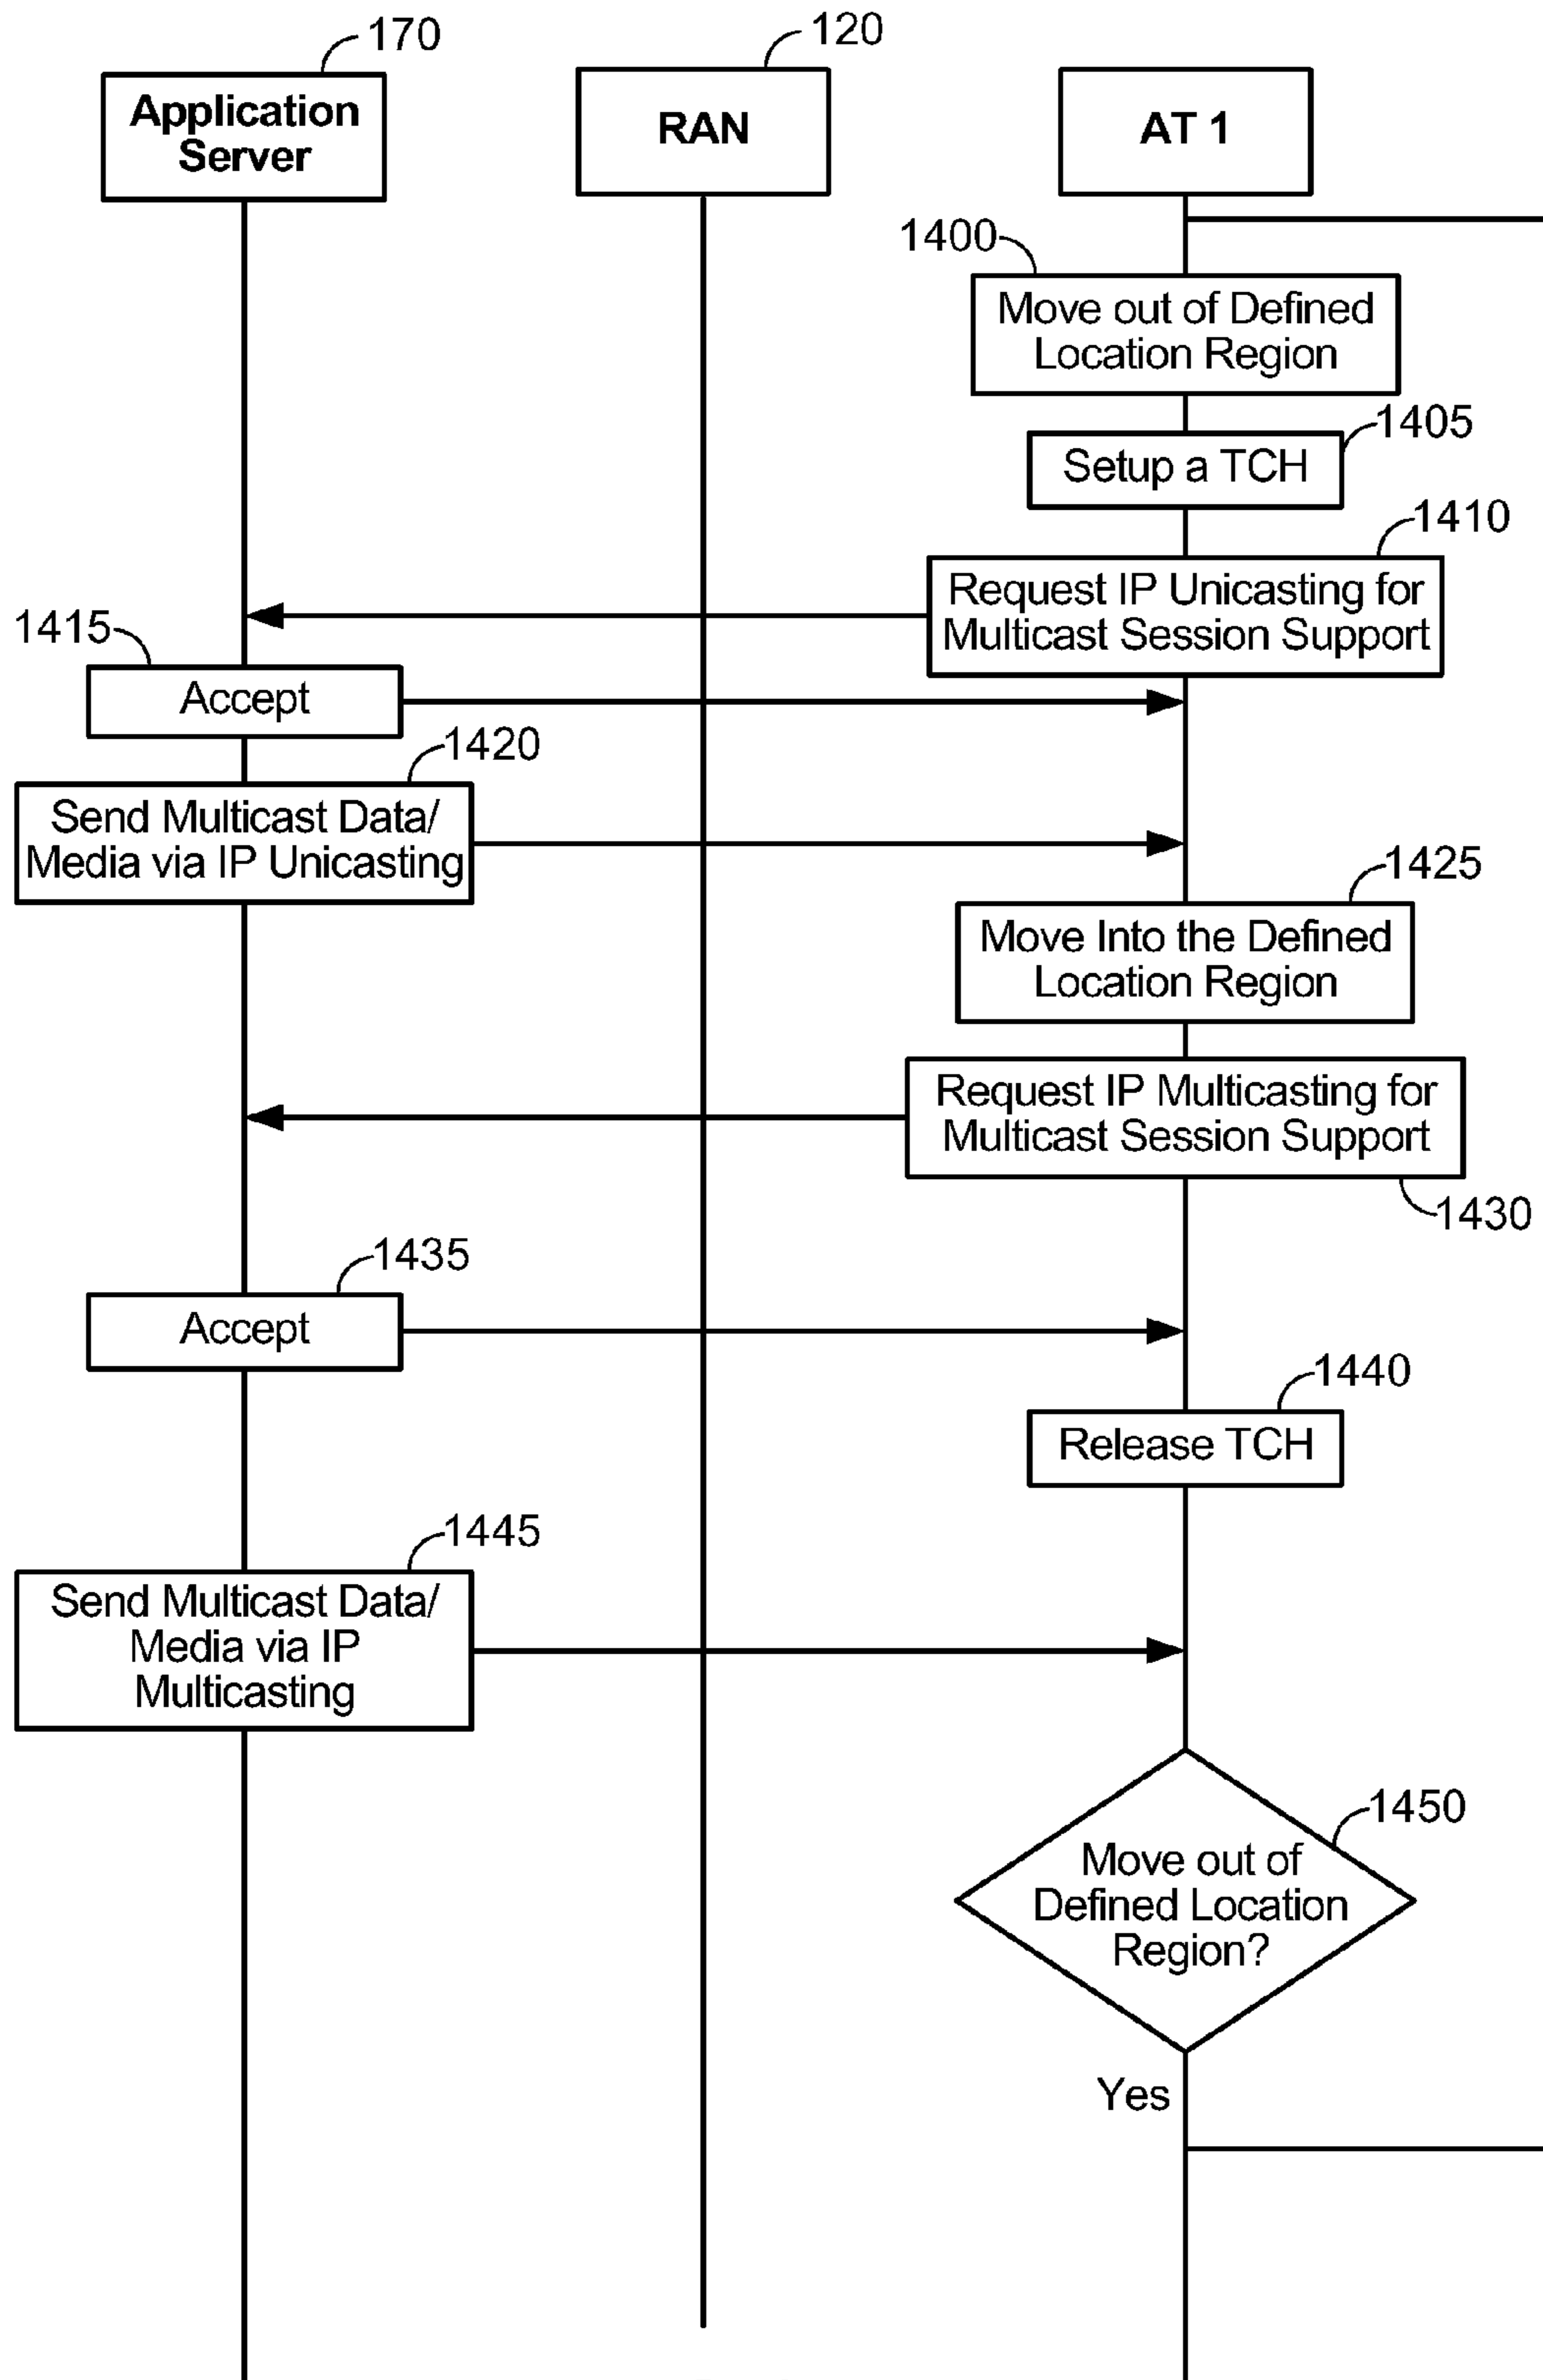 170
120
Application
Server
RAN
AT 1
1400
Move out of Defined
Location Region
1405
Setup a TCH
1410
Request IP Unicasting for
Multicast Session Support
1415
Accept
1420
Send Multicast Data/
Media via IP Unicasting
1425
Move Into the Defined
Location Region
Request IP Multicasting for
Multicast Session Support
1430
1435
Accept
1440
Release TCH
1445
Send Multicast Data/
Media via IP
Multicasting
1450
Move out of
Defined Location
Region?
Yes